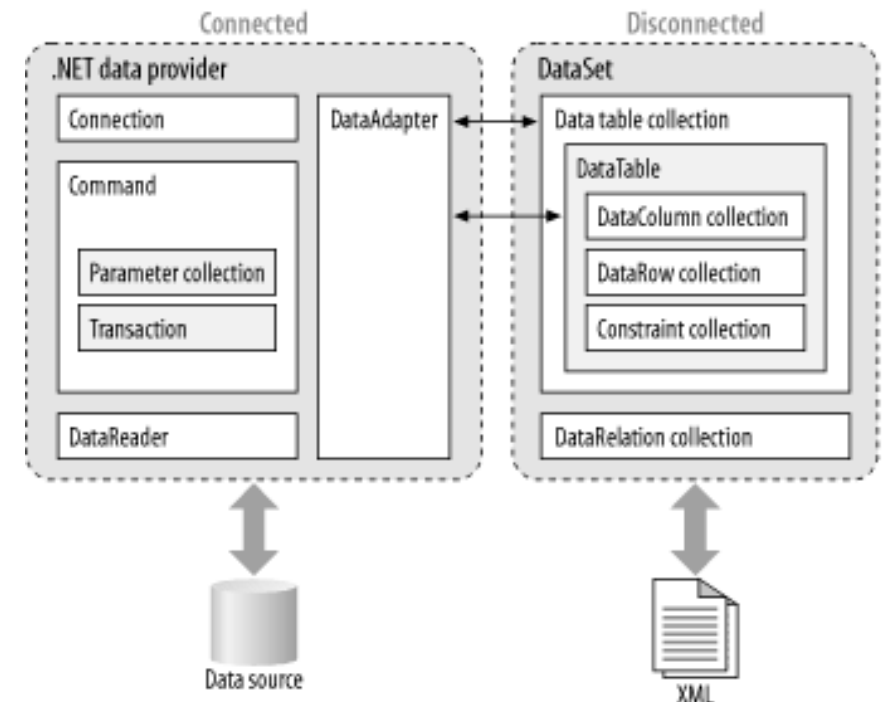 Connected
Disconnected
.NET data provider
Connection
Command
Parameter collection
Transaction
DataReader
DataAdapter
DataSet
Data table collection
DataTable
DataColumn collection
DataRow collection
Constraint collection
DataRelation collection
Data source
XML